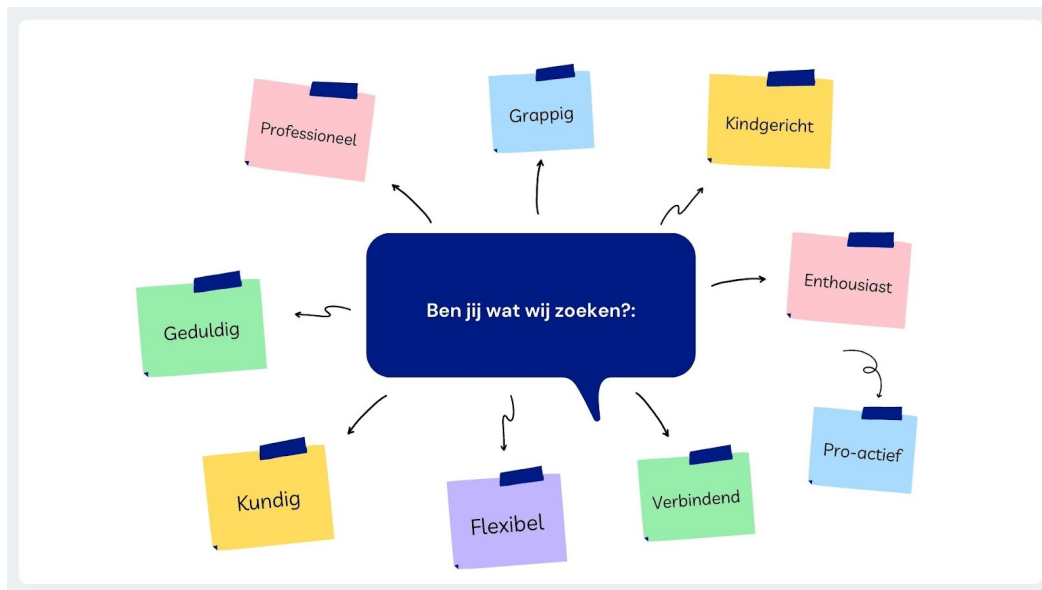 Professioneel
Grappig
Kindgericht
Ben jij wat wij zoeken?:
Enthousiast
Geduldig
Pro-actief
Kundig
Flexibel
Verbindend